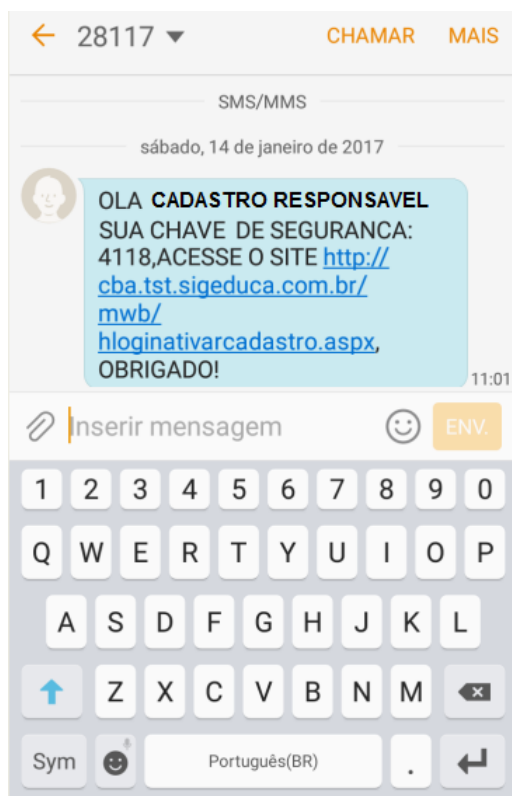 28117 CHAMAR MAIS
SMS/MMS
sábado, 14 de janeiro de 2017
OLA CADASTRO RESPONSAVEL
SUA CHAVE DE SEGURANCA:
4118,ACESSE O SITE http://
cba.tst.sigeduca.com.br/
mwb/
hloginativarcadastro.aspx,
OBRIGADO!
11:01
Inserir mensagem ENV.
1 2 3 4 5 6 7 8 9 0
Q W E R T Y U I O P
A S D F G H J K L
Z X C V B N M
Sym Português(BR) .